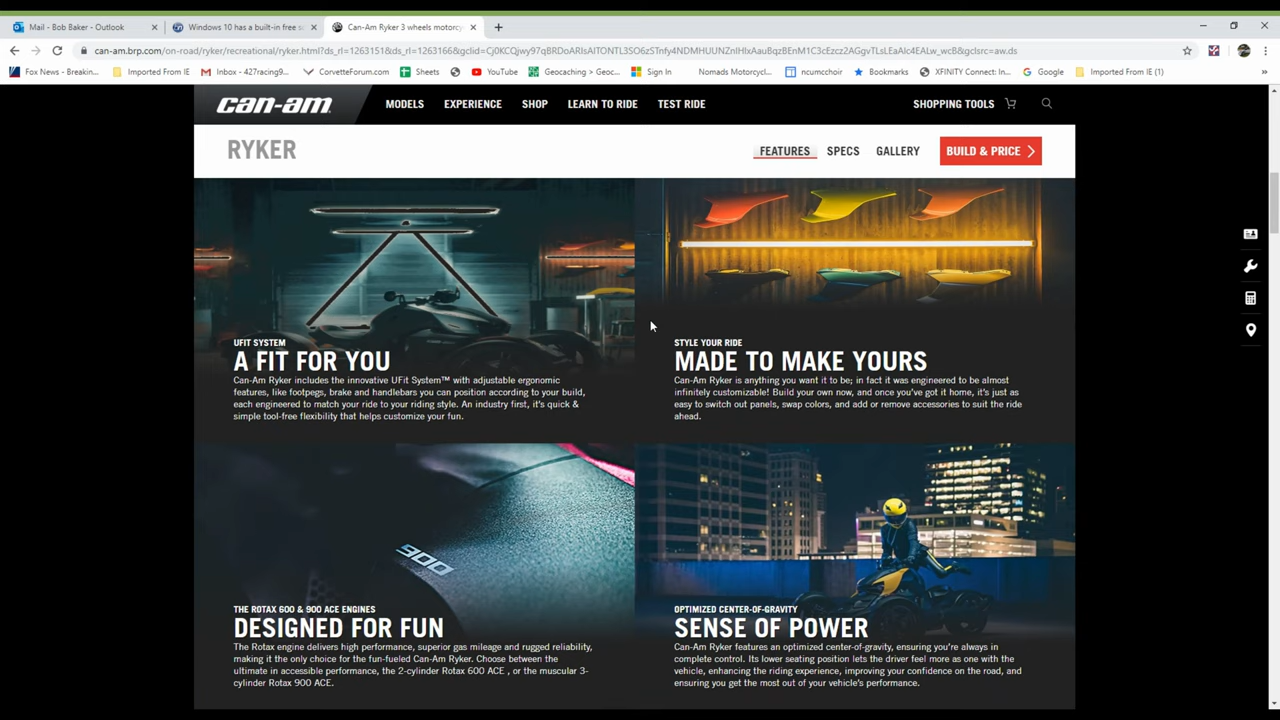 Mail - Bob Baker - Outlook
Windows 10 has a built-in free sc
Can-Am Ryker 3 wheels motorcy
can-am.brp.com/on-road/ryker/recreational/ryker.html?ds_rl=1263151&ds_rl=1263166&gclid=
Fox News - Breakin...
Imported From IE
Inbox - 427racing9...
CorvetteForum.com
Sheets
YouTube
Geocaching > Geoc...
Sign In
Nomads Motorcycl...
ncumcchoir
Bookmarks
XFINITY Connect: In...
Google
Imported From IE (1)
can-am
MODELS
EXPERIENCE
SHOP
LEARN TO RIDE
TEST RIDE
SHOPPING TOOLS
RYKER
FEATURES
SPECS
GALLERY
BUILD & PRICE
UFIT SYSTEM
A FIT FOR YOU
Can-Am Ryker includes the innovative UFit System™ with adjustable ergonomic
features, like footpegs, brake and handlebars you can position according to your build,
each engineered to match your ride to your riding style. An industry first, it's quick &
simple tool-free flexibility that helps customize your fun.
STYLE YOUR RIDE
MADE TO MAKE YOURS
Can-Am Ryker is anything you want it to be; in fact it was engineered to be almost
infinitely customizable! Build your own now, and once you've got it home, it's just as
easy to switch out panels, swap colors, and add or remove accessories to suit the ride
ahead.
900
THE ROTAX 600 & 900 ACE ENGINES
DESIGNED FOR FUN
The Rotax engine delivers high performance, superior gas mileage and rugged reliability,
making it the only choice for the fun-fueled Can-Am Ryker. Choose between the
ultimate in accessible performance, the 2-cylinder Rotax 600 ACE , or the muscular 3-
cylinder Rotax 900 ACE.
OPTIMIZED CENTER-OF-GRAVITY
SENSE OF POWER
Can-Am Ryker features an optimized center-of-gravity, ensuring you're always in
complete control. Its lower seating position lets the driver feel more as one with the
vehicle, enhancing the riding experience, improving your confidence on the road, and
ensuring you get the most out of your vehicle's performance.